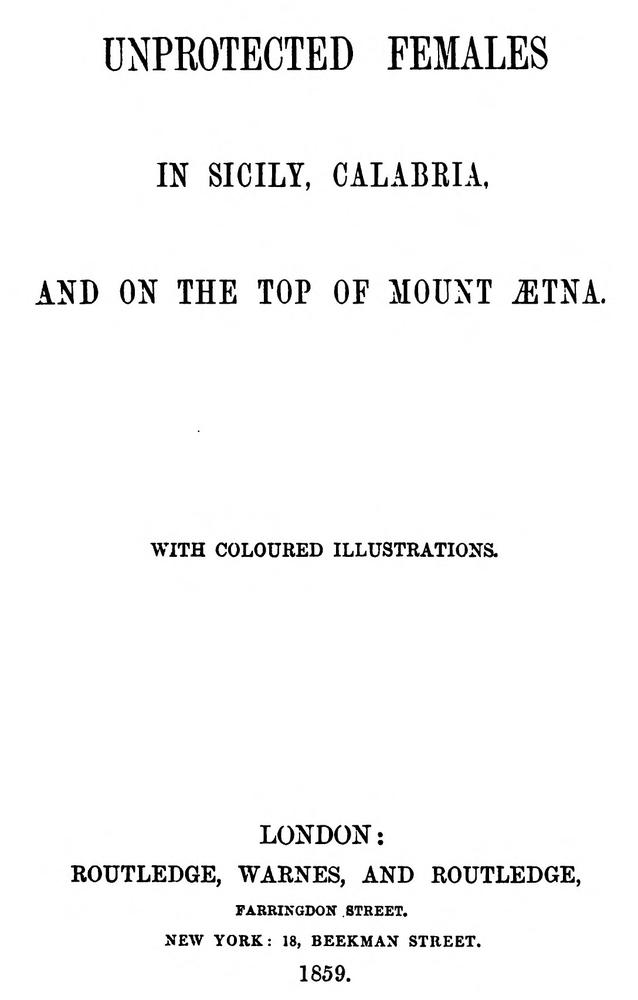 UNPROTECTED FEMALES
IN SICILY, CALABRIA,
AND ON THE TOP OF MOUNT ÆTNA.
WITH COLOURED ILLUSTRATIONS.
LONDON:
ROUTLEDGE, WARNES, AND ROUTLEDGE,
FARRINGDON STREET.
NEW YORK: 18, BEEKMAN STREET.
1859.